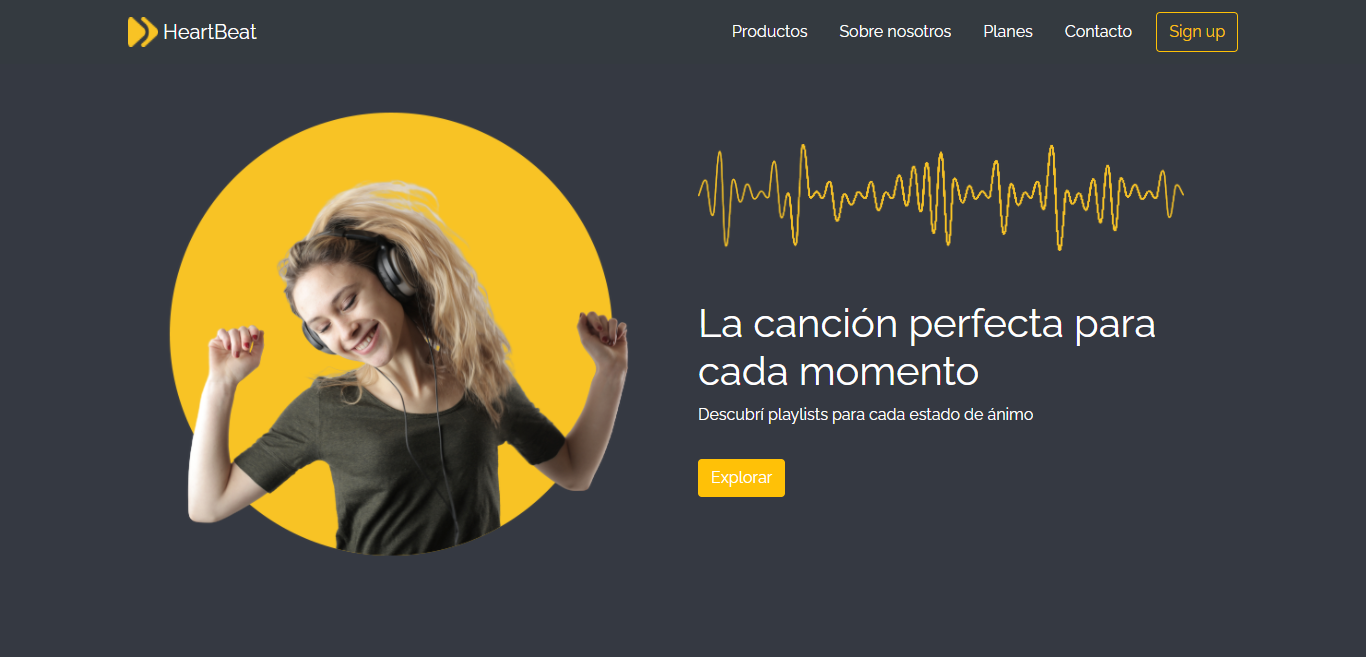 HeartBeat
Productos
Sobre nosotros
Planes
Contacto
Sign up
La canción perfecta para
cada momento
Descubrí playlists para cada estado de ánimo
Explorar